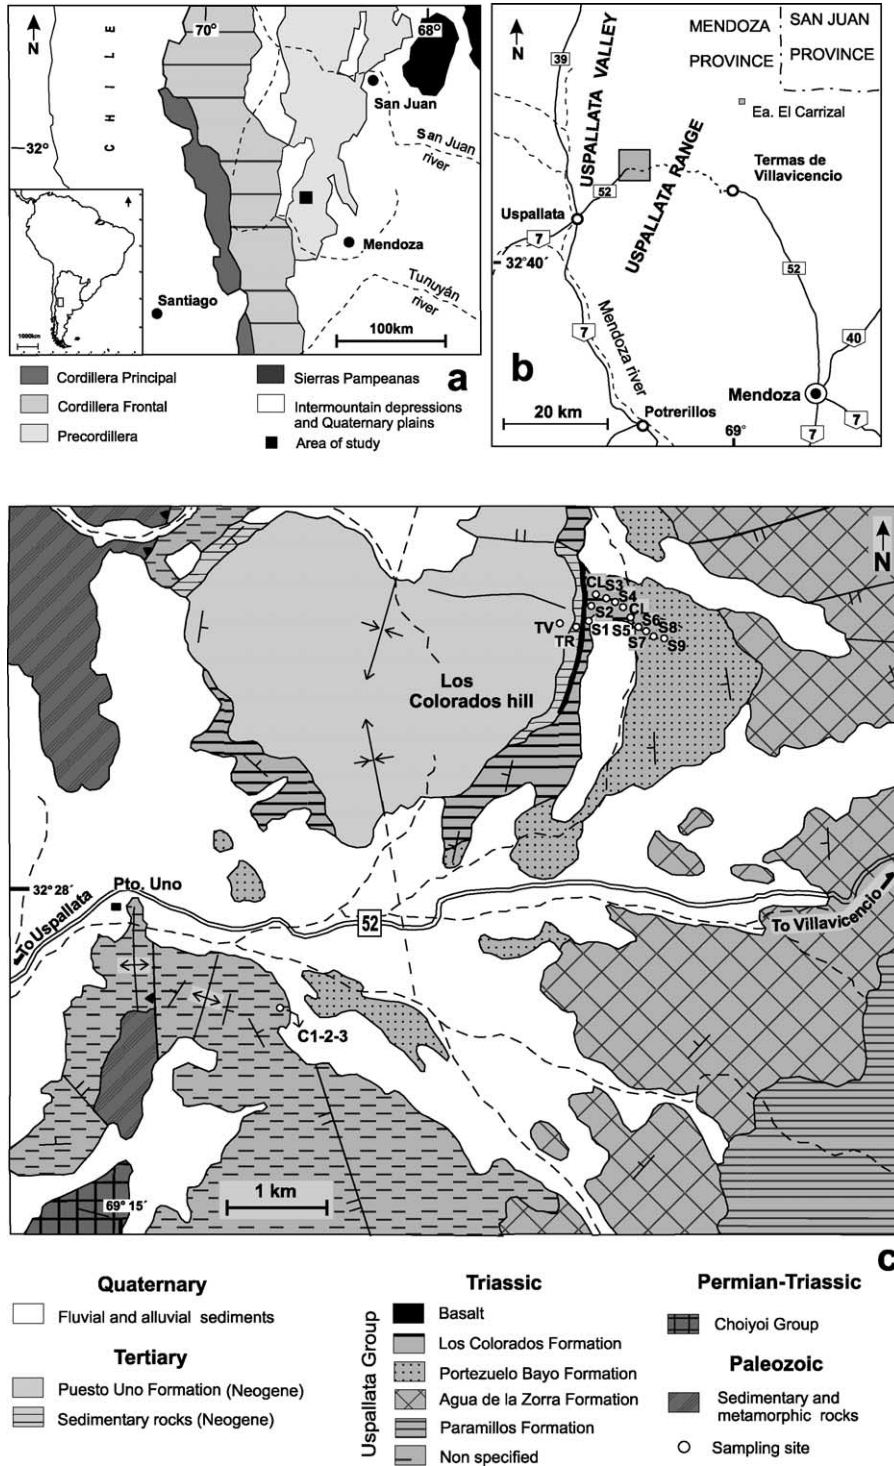 N
C H I L E
70°
68°
San Juan
San Juan
river
32°
Mendoza
Tunuyán
river
Santiago
100km
1000km
a
Cordillera Principal
Cordillera Frontal
Precordillera
Sierras Pampeanas
Intermountain depressions
and Quaternary plains
Area of study
N
39
USPALLATA VALLEY
MENDOZA
PROVINCE
SAN JUAN
PROVINCE
52
Ea. El Carrizal
USPALLATA RANGE
Termas de
Villavicencio
52
Uspallata
7
32°40´
52
7
Mendoza river
40
b
Mendoza
20 km
Potrerillos
69°
7
7
N
CL
S3
S4
S2
CL
S6
TV
S1
S5
S8
TR
S7
S9
Los
Colorados hill
32° 28´
Pto. Uno
To Uspallata
52
To Villavicencio
C1-2-3
69° 15´
1 km
c
Quaternary
Fluvial and alluvial sediments
Tertiary
Puesto Uno Formation (Neogene)
Sedimentary rocks (Neogene)
Uspallata Group
Triassic
Basalt
Los Colorados Formation
Portezuelo Bayo Formation
Agua de la Zorra Formation
Paramillos Formation
Non specified
Permian-Triassic
Choiyoi Group
Paleozoic
Sedimentary and
metamorphic rocks
Sampling site